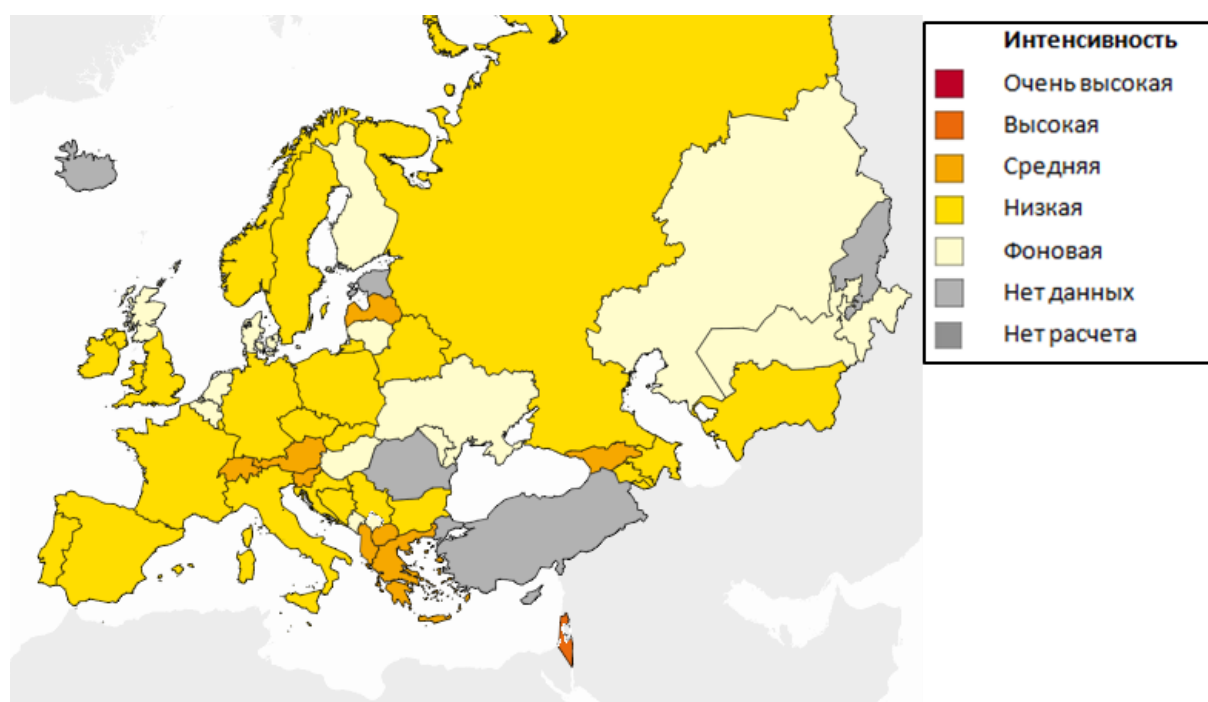 Интенсивность
Очень высокая
Высокая
Средняя
Низкая
Фоновая
Нет данных
Нет расчета